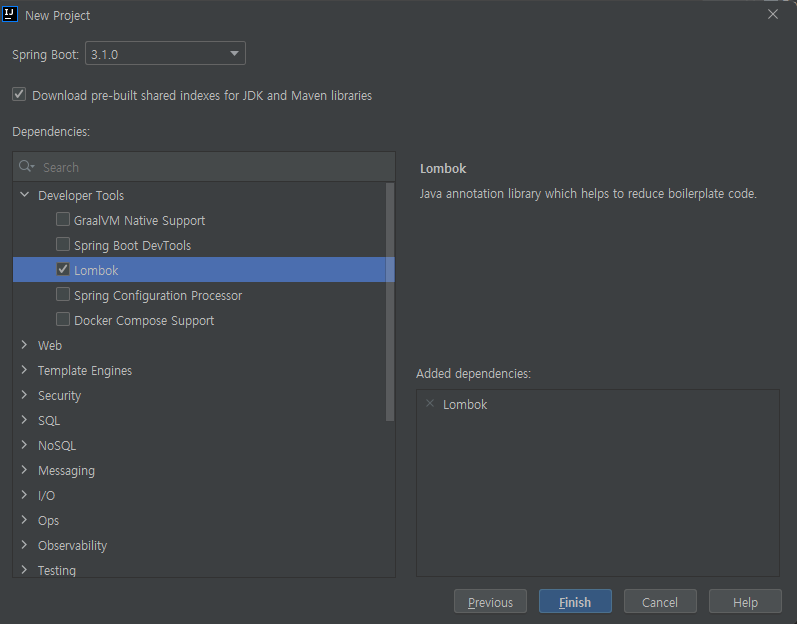 IJ
New Project
Spring Boot: 3.1.0
Download pre-built shared indexes for JDK and Maven libraries
Dependencies:
Search
Developer Tools
GraalVM Native Support
Spring Boot DevTools
Lombok
Spring Configuration Processor
Docker Compose Support
Web
Template Engines
Security
SQL
NoSQL
Messaging
I/O
Ops
Observability
Testing
Lombok
Java annotation library which helps to reduce boilerplate code.
Added dependencies:
Lombok
Previous Finish Cancel Help